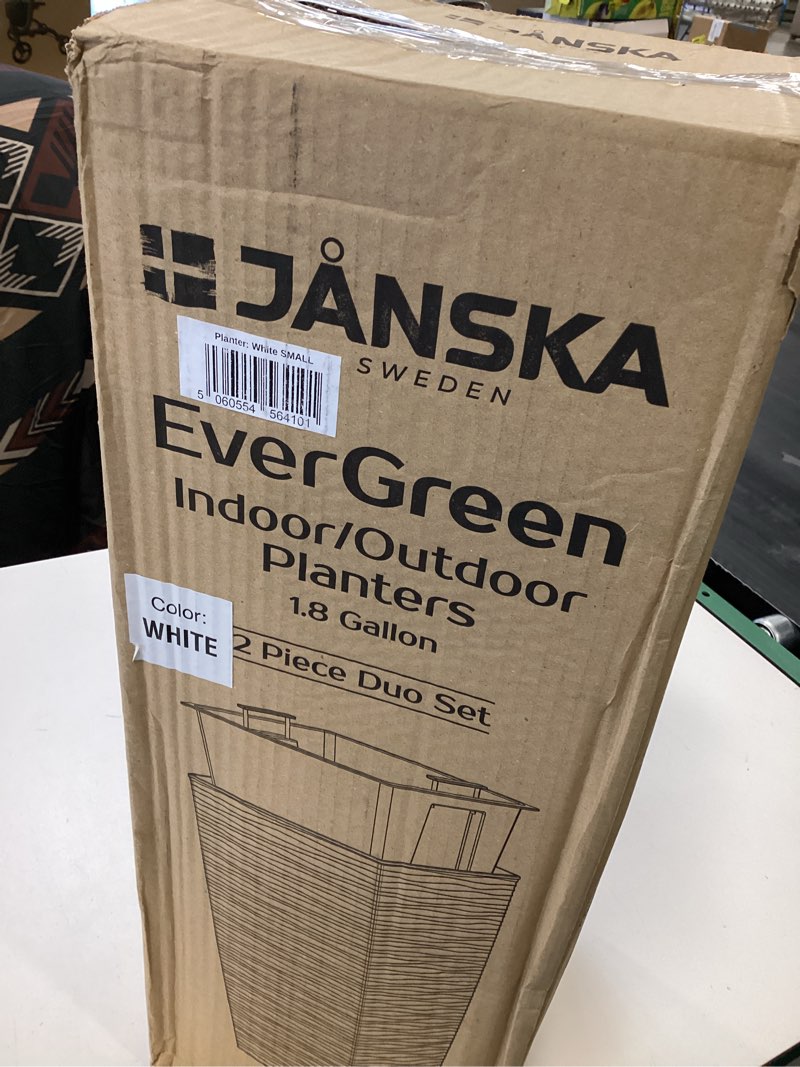 JÅNSKA
JÅNSKA
SWEDEN
Planter: White SMALL
5 060554 564101
EverGreen
Indoor/Outdoor
Planters
1.8 Gallon
Color:
WHITE
2 Piece Duo Set